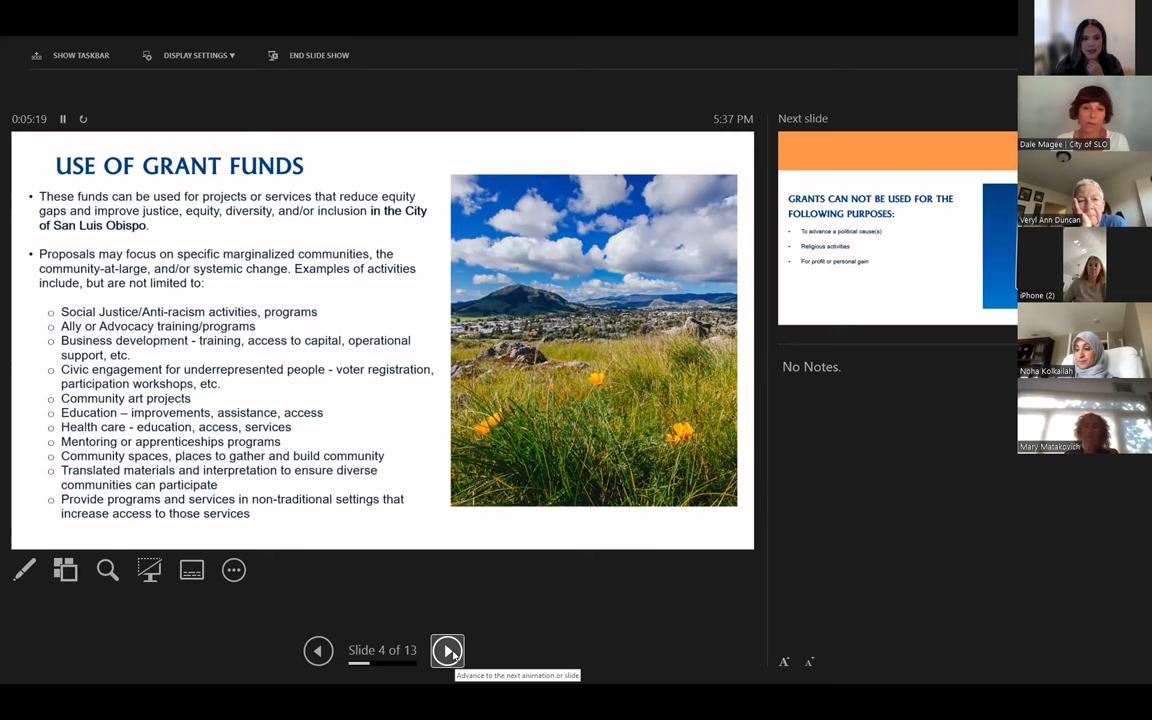 SHOW TASKBAR
DISPLAY SETTINGS ▾
END SLIDE SHOW
0:05:19
5:37 PM
USE OF GRANT FUNDS
• These funds can be used for projects or services that reduce equity
gaps and improve justice, equity, diversity, and/or inclusion in the City
of San Luis Obispo.
• Proposals may focus on specific marginalized communities, the
community-at-large, and/or systemic change. Examples of activities
include, but are not limited to:
o Social Justice/Anti-racism activities, programs
o Ally or Advocacy training/programs
o Business development - training, access to capital, operational
support, etc.
o Civic engagement for underrepresented people - voter registration,
participation workshops, etc.
o Community art projects
o Education – improvements, assistance, access
o Health care - education, access, services
o Mentoring or apprenticeships programs
o Community spaces, places to gather and build community
o Translated materials and interpretation to ensure diverse
communities can participate
o Provide programs and services in non-traditional settings that
increase access to those services
Slide 4 of 13
Advance to the next animation or slide
Next slide
GRANTS CAN NOT BE USED FOR THE
FOLLOWING PURPOSES:
• To advance a political cause(s)
• Religious activities
• For profit or personal gain
No Notes.
A
A
Dale Magee | City of SLO
Veryl Ann Duncan
iPhone (2)
Noha Kolkailah
Mary Matakovich